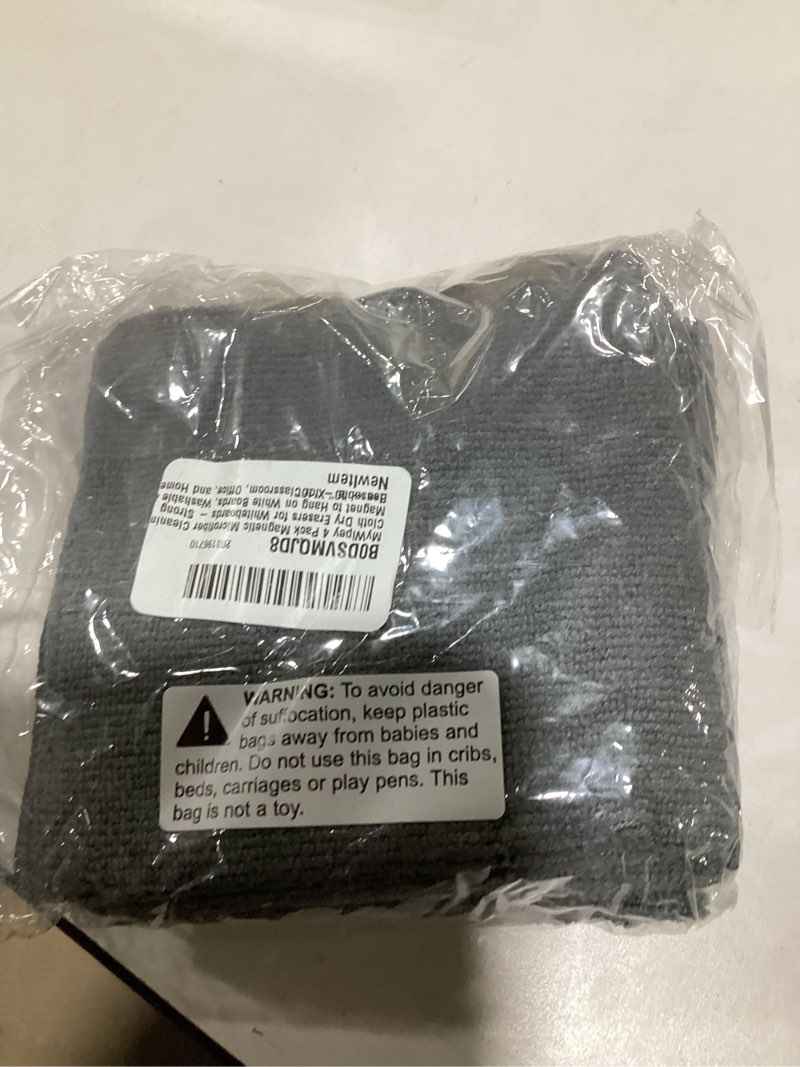 B0DSVMQJD8
203196710
MyWipey 4 Pack Magnetic Microfiber Cleanin
Cloth Dry Erasers for Whiteboards – Strong
Magnet to Hang on White Boards, Washable,
Classroom, Office, and Home
NewItem
WARNING: To avoid danger
of suffocation, keep plastic
bags away from babies and
children. Do not use this bag in cribs,
beds, carriages or play pens. This
bag is not a toy.